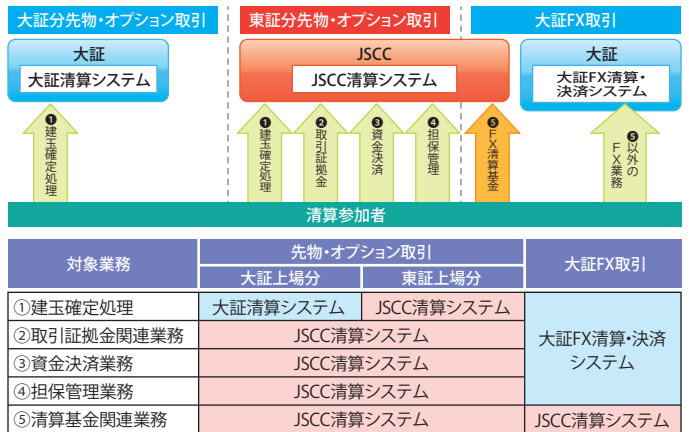 大証分先物・オプション取引
東証分先物・オプション取引
大証FX取引
大証
大証清算システム
JSCC
JSCC清算システム
大証
大証FX清算・
決済システム
❶建玉確定処理
❶建玉確定処理
❷取引証拠金
❸資金決済
❹担保管理
❺FX清算基金
❺以外の
FX業務
清算参加者
対象業務
先物・オプション取引
大証FX取引
大証上場分
東証上場分
①建玉確定処理
大証清算システム
JSCC清算システム
大証FX清算・決済
システム
②取引証拠金関連業務
JSCC清算システム
③資金決済業務
JSCC清算システム
④担保管理業務
JSCC清算システム
⑤清算基金関連業務
JSCC清算システム
JSCC清算システム